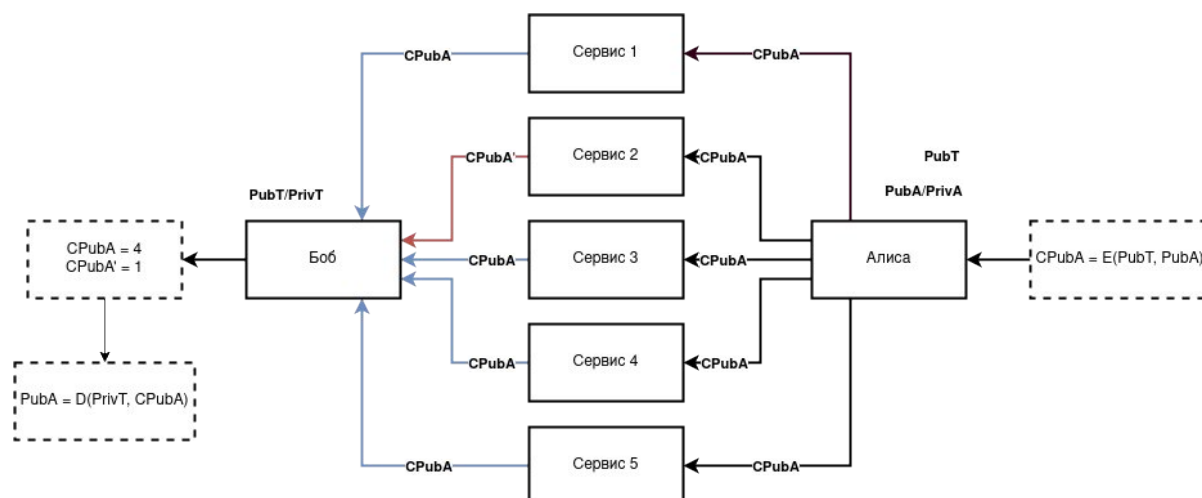 CPubA
Сервис 1
CPubA
CPubA'
Сервис 2
CPubA
PubT
PubT/PrivT
PubA/PrivA
CPubA = 4
CPubA' = 1
Боб
CPubA
Сервис 3
CPubA
Алиса
CPubA = E(PubT, PubA)
CPubA
Сервис 4
CPubA
PubA = D(PrivT, CPubA)
CPubA
Сервис 5
CPubA